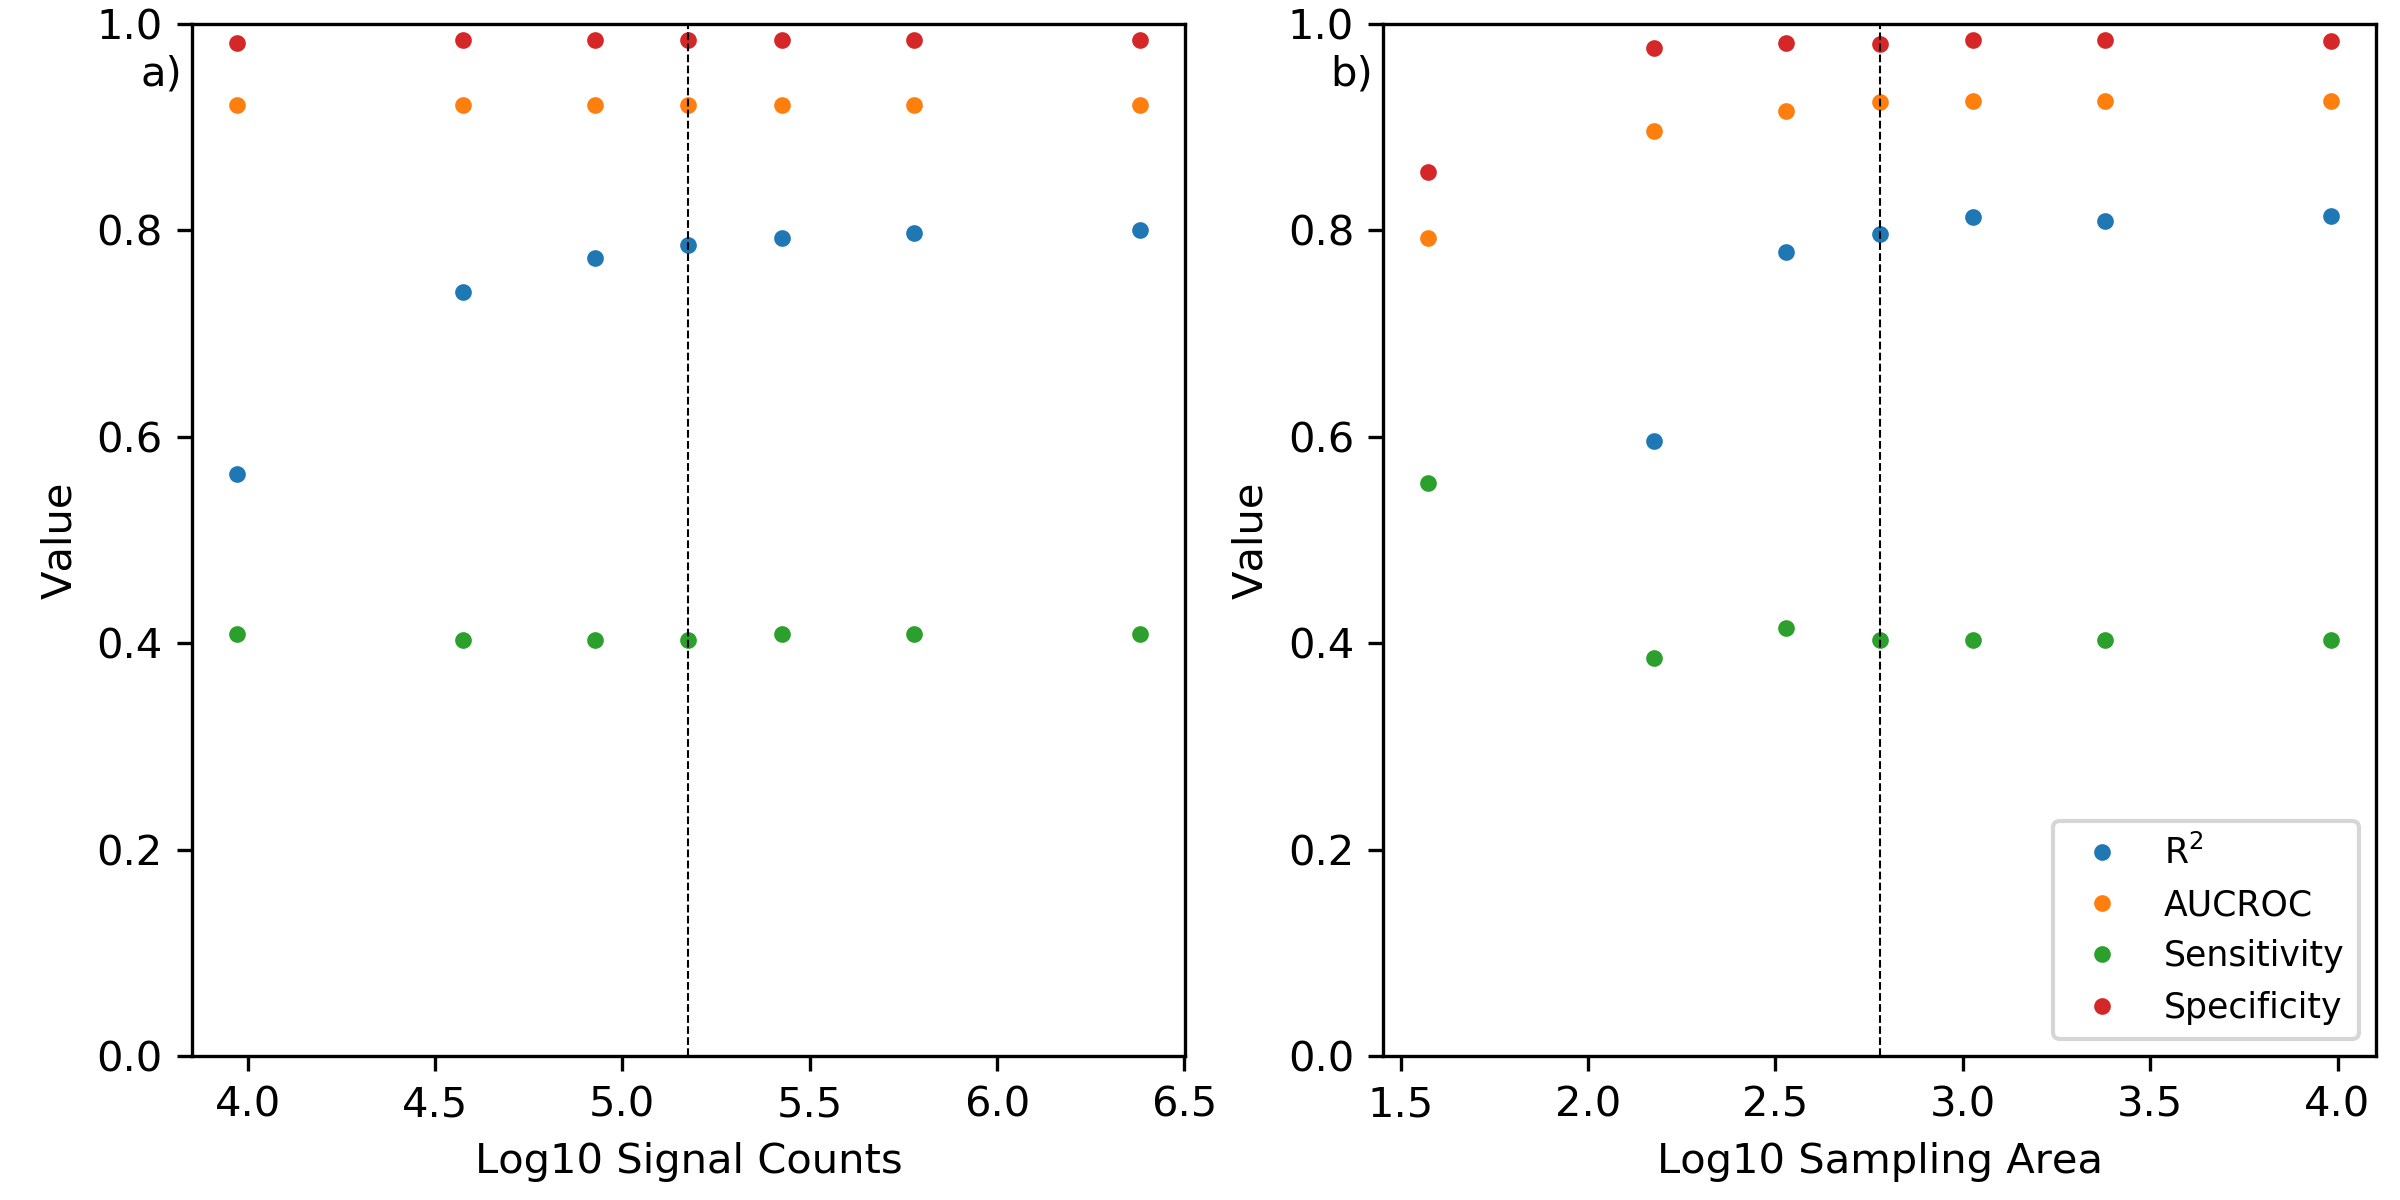 a)
1.0
0.8
0.6
0.4
0.2
0.0
Value
4.0 4.5 5.0 5.5 6.0 6.5
Log10 Signal Counts
b)
1.0
0.8
0.6
0.4
0.2
0.0
Value
1.5 2.0 2.5 3.0 3.5 4.0
Log10 Sampling Area
R²
AUCROC
Sensitivity
Specificity